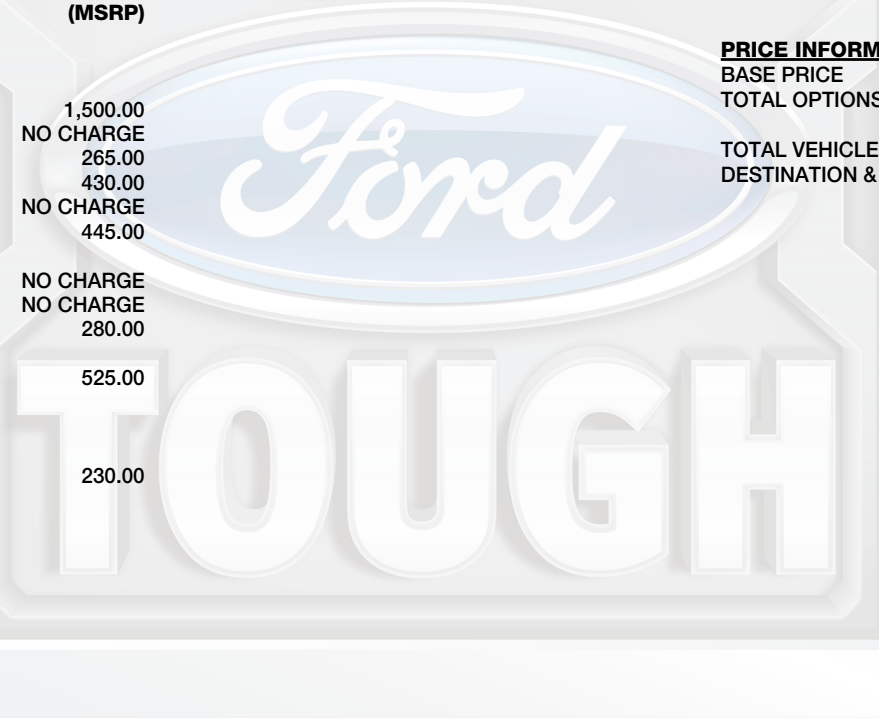 (MSRP)
1,500.00
NO CHARGE
265.00
430.00
NO CHARGE
445.00
NO CHARGE
NO CHARGE
280.00
525.00
230.00
PRICE INFORM
BASE PRICE
TOTAL OPTIONS
TOTAL VEHICLE
DESTINATION &
Ford
TOUGH